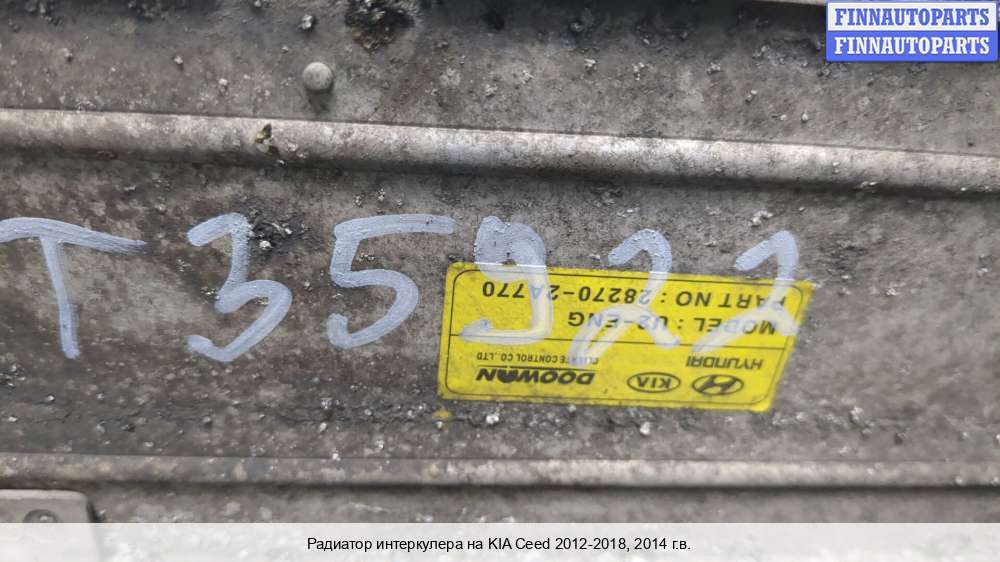 FINNAUTOPARTS
FINNAUTOPARTS
T35922
HYUNDAI KIA DOOWAN
CLIMATE CONTROL CO., LTD
MODEL : U2-ENG
PART NO : 28270-2A770
Радиатор интеркулера на KIA Ceed 2012-2018, 2014 г.в.